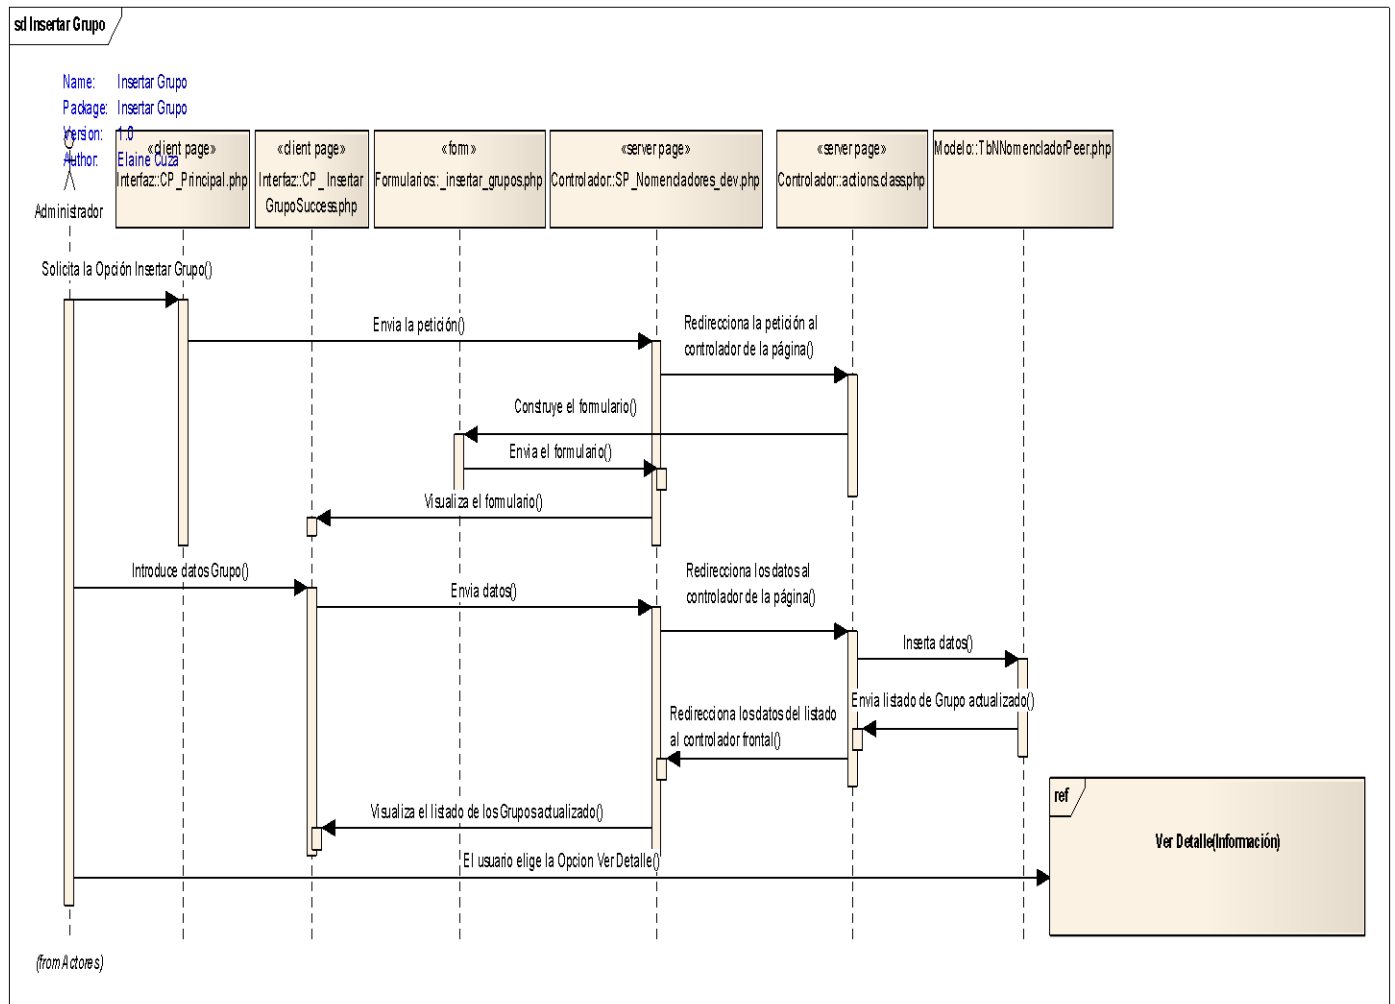 sd Insertar Grupo
Name: Insertar Grupo
Package: Insertar Grupo
Version: 1.0
Author: Elaine Cuza
Administrador
«client page»
Interfaz::CP_Principal.php
«client page»
Interfaz::CP_ Insertar
GrupoSuccess.php
«form»
Formularios::_insertar_grupos.php
«server page»
Controlador::SP_Nomencladores_dev.php
«server page»
Controlador::actions.class.php
Modelo::TbNNomencladorPeer.php
Solicita la Opción Insertar Grupo()
Envia la petición()
Redirecciona la petición al
controlador de la página()
Construye el formulario()
Envia el formulario()
Visualiza el formulario()
Introduce datos Grupo()
Envia datos()
Redirecciona los datos al
controlador de la página()
Inserta datos()
Envia listado de Grupo actualizado()
Redirecciona los datos del listado
al controlador frontal()
Visualiza el listado de los Grupos actualizado()
El usuario elige la Opcion Ver Detalle()
ref
Ver Detalle(Información)
(from Actores)